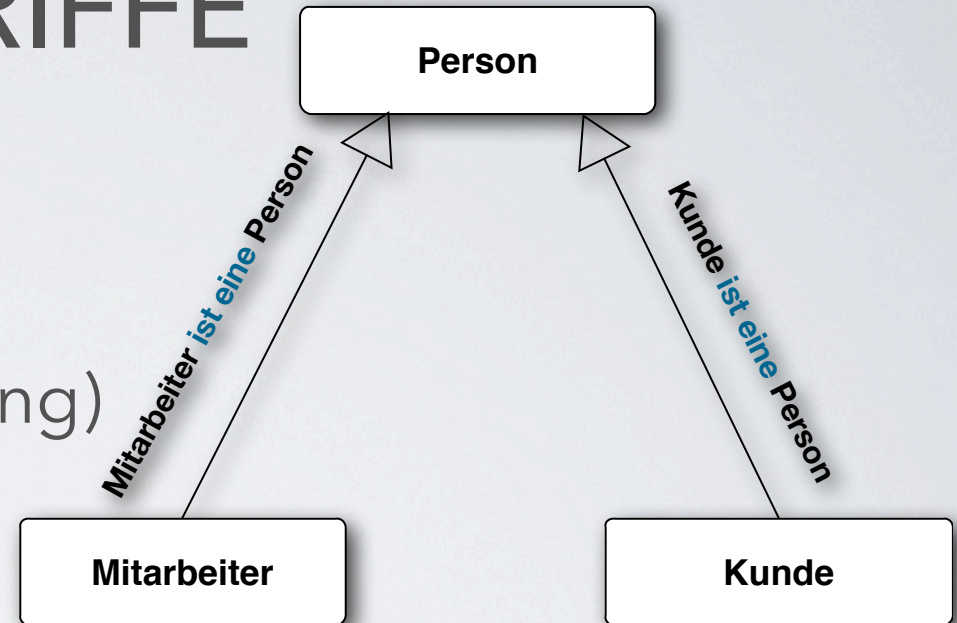 RIFFE
Person
Mitarbeiter ist eine Person
Kunde ist eine Person
ng)
Mitarbeiter
Kunde